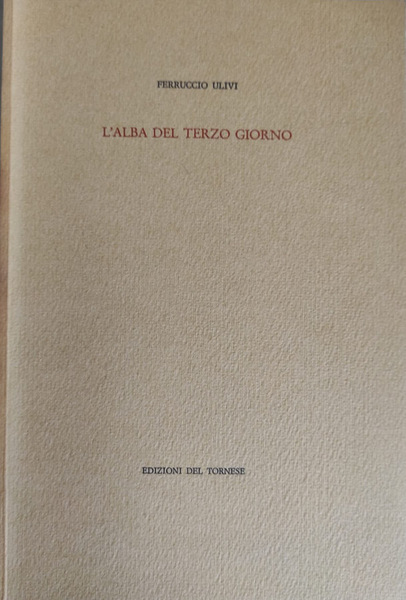 FERRUCCIO ULIVI
L'ALBA DEL TERZO GIORNO
EDIZIONI DEL TORNESE